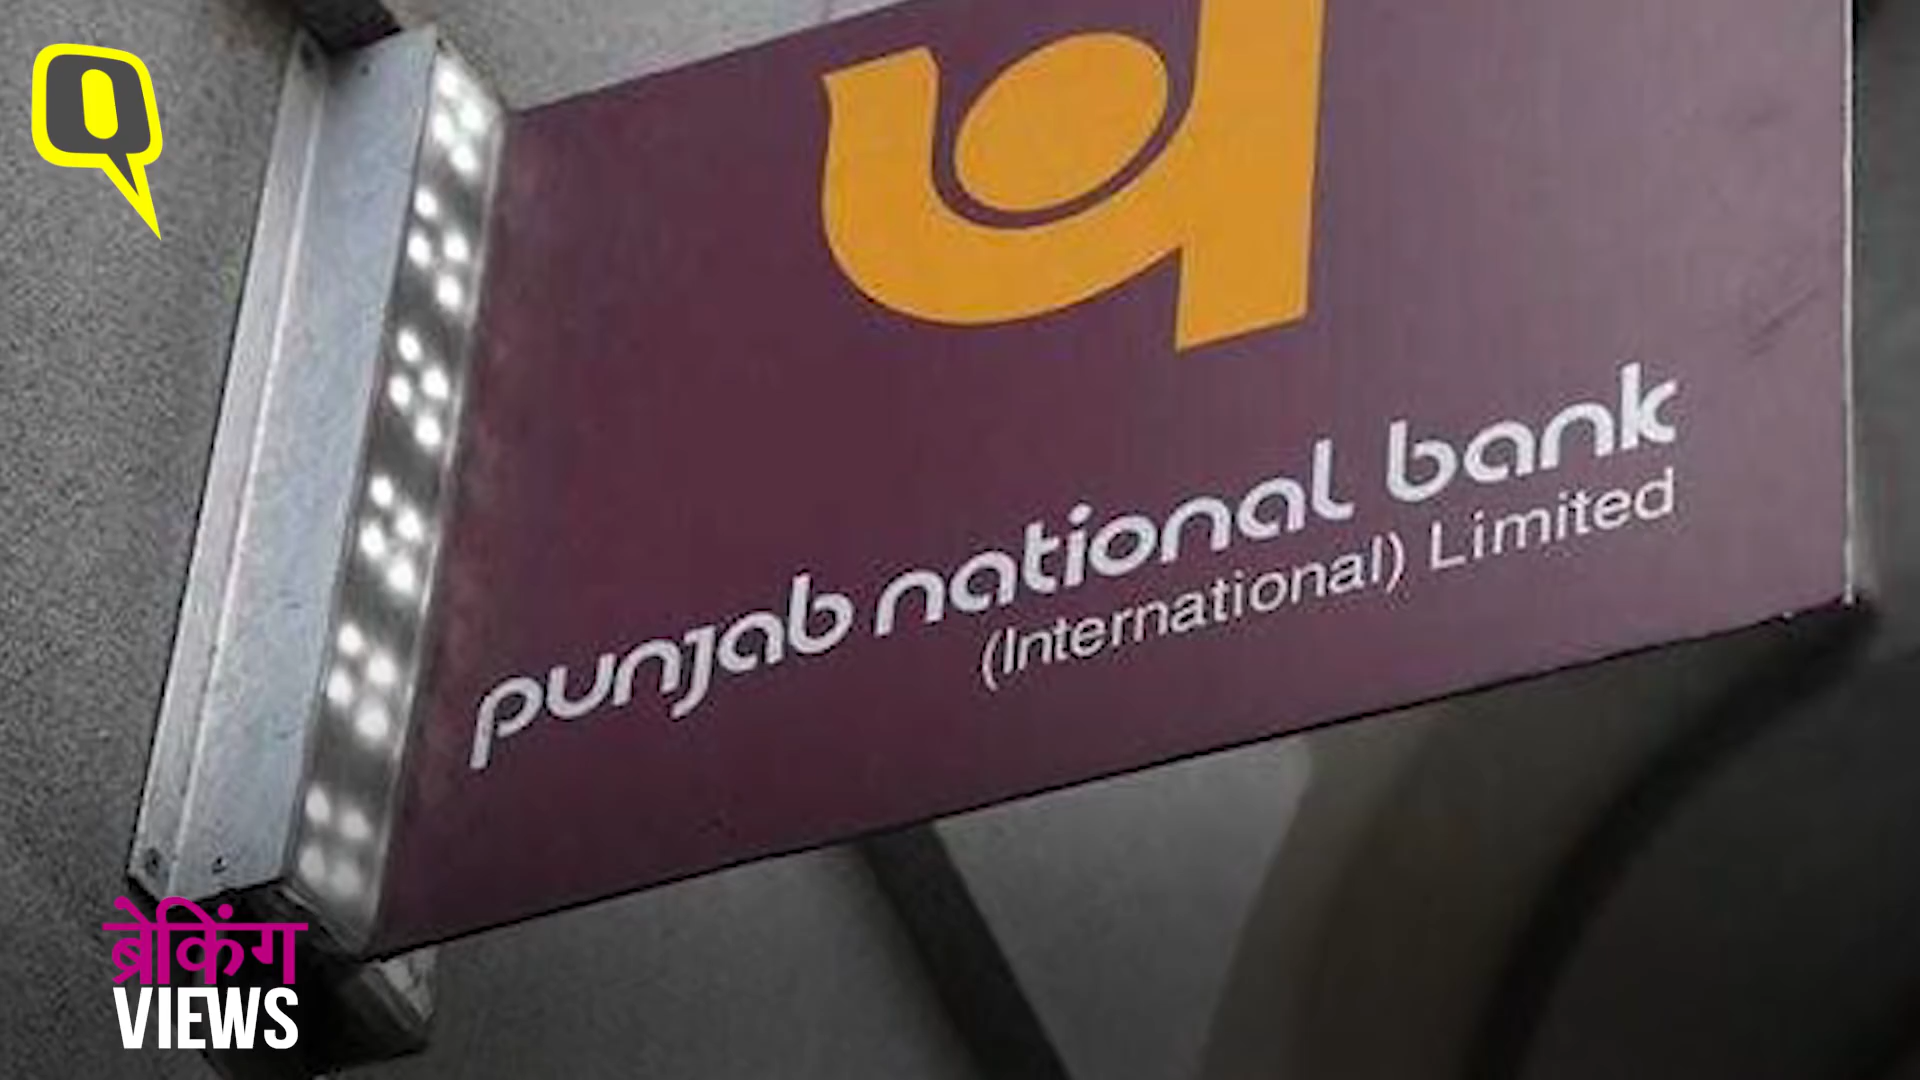 Q
punjab national bank
(International) Limited
ब्रेकिंग
VIEWS